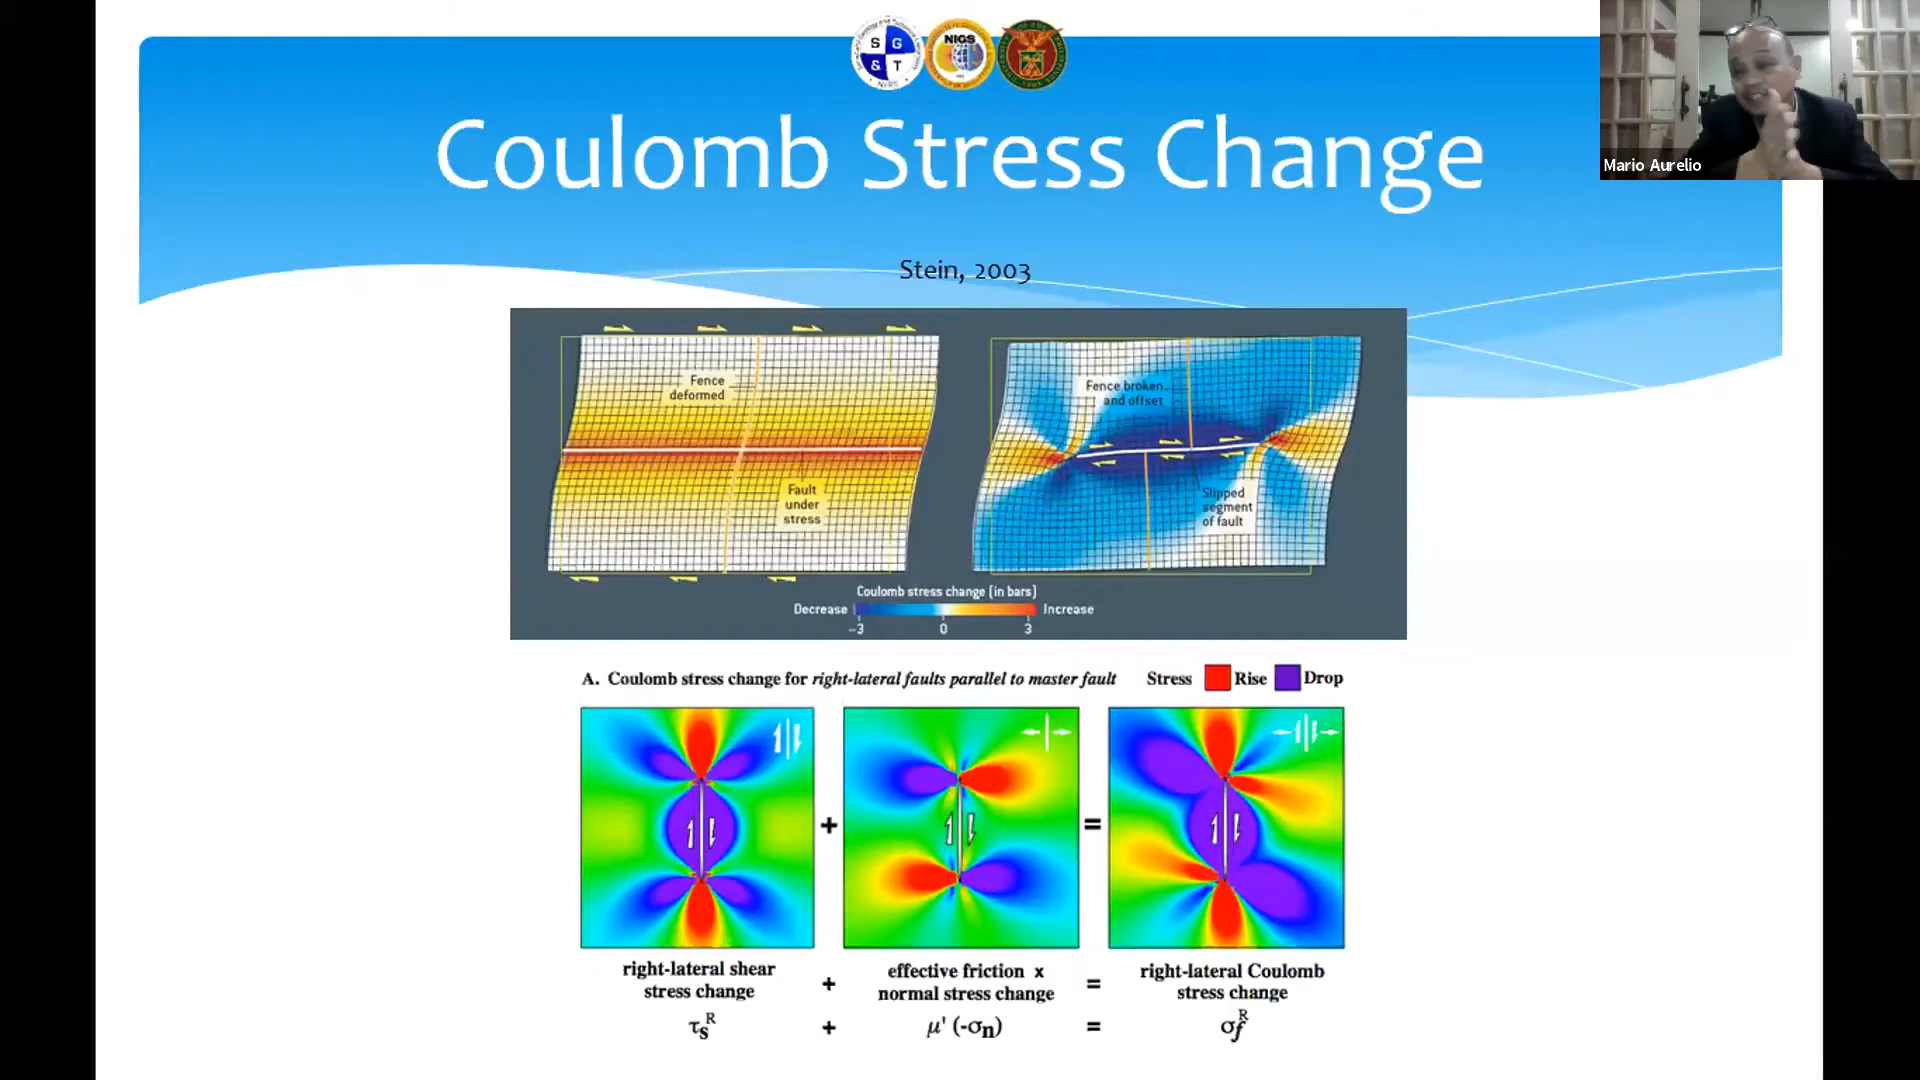 S G
& T
NIGS
Mario Aurelio
Coulomb Stress Change
Stein, 2003
Fence
deformed
Fault
under
stress
Fence broken
and offset
Slipped
segment
of fault
Coulomb stress change (in bars)
Decrease
Increase
-3 0 3
A. Coulomb stress change for right-lateral faults parallel to master fault
Stress Rise Drop
+ =
right-lateral shear
stress change
+
effective friction x
normal stress change
=
right-lateral Coulomb
stress change
τsᴿ + μ' (-σn) = σfᴿ